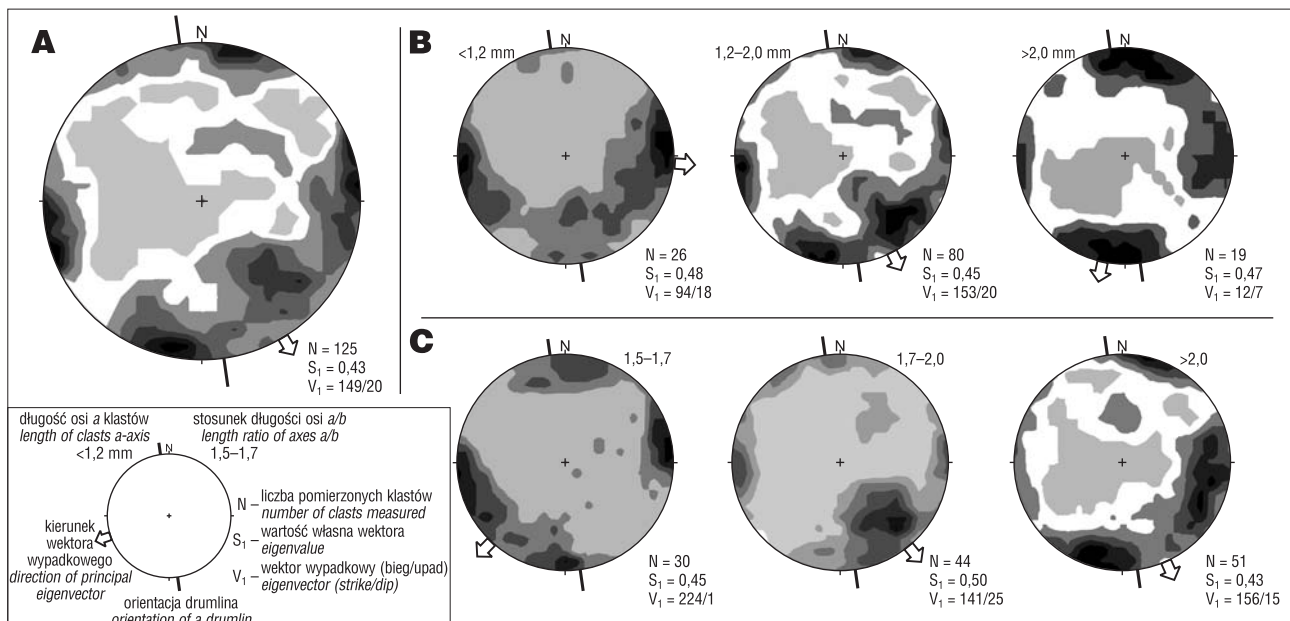 A
N
N = 125
S₁ = 0,43
V₁ = 149/20
B
<1,2 mm
N
N = 26
S₁ = 0,48
V₁ = 94/18
1,2–2,0 mm
N
N = 80
S₁ = 0,45
V₁ = 153/20
>2,0 mm
N
N = 19
S₁ = 0,47
V₁ = 12/7
C
N
1,5–1,7
N = 30
S₁ = 0,45
V₁ = 224/1
N
1,7–2,0
N = 44
S₁ = 0,50
V₁ = 141/25
N
>2,0
N = 51
S₁ = 0,43
V₁ = 156/15
długość osi a klastów
length of clasts a-axis
<1,2 mm
N
stosunek długości osi a/b
length ratio of axes a/b
1,5–1,7
N – liczba pomierzonych klastów
number of clasts measured
S₁ – wartość własna wektora
eigenvalue
V₁ – wektor wypadkowy (bieg/upad)
eigenvector (strike/dip)
kierunek
wektora
wypadkowego
direction of principal
eigenvector
orientacja drumlina
orientation of a drumlin